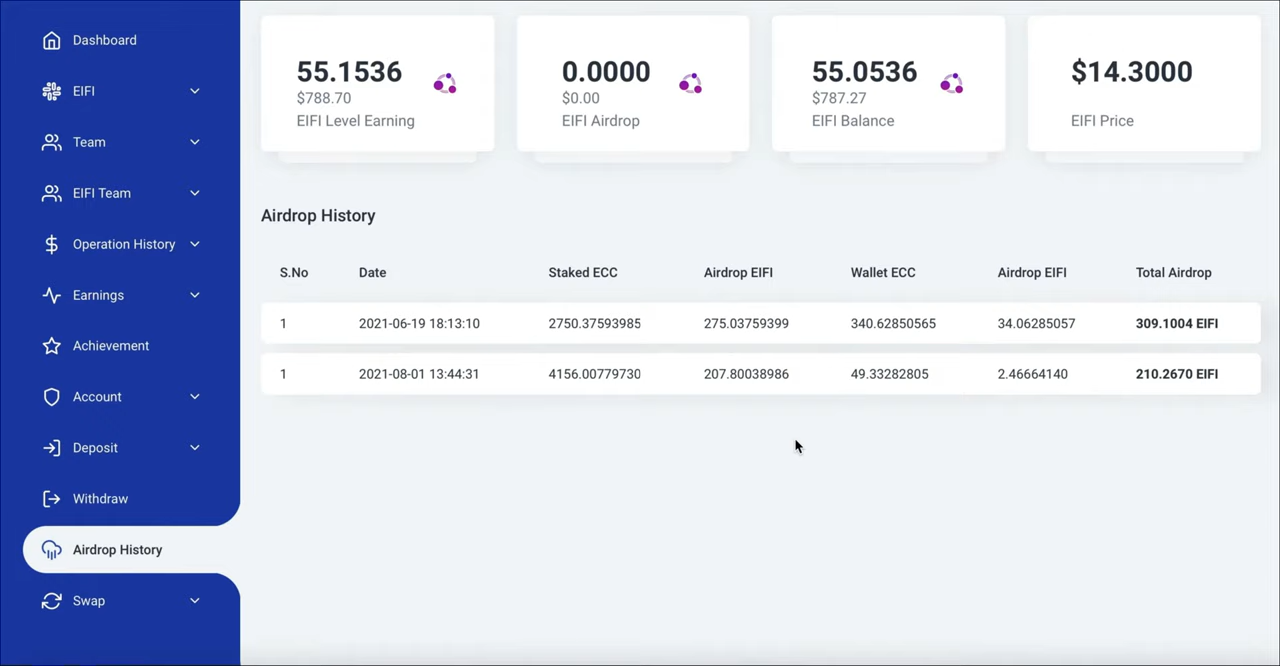 Dashboard
EIFI
Team
EIFI Team
Operation History
Earnings
Achievement
Account
Deposit
Withdraw
Airdrop History
Swap
55.1536
$788.70
EIFI Level Earning
0.0000
$0.00
EIFI Airdrop
55.0536
$787.27
EIFI Balance
$14.3000
EIFI Price
Airdrop History
S.No Date Staked ECC Airdrop EIFI Wallet ECC Airdrop EIFI Total Airdrop
1 2021-06-19 18:13:10 2750.37593985 275.03759399 340.62850565 34.06285057 309.1004 EIFI
1 2021-08-01 13:44:31 4156.00779730 207.80038986 49.33282805 2.46664140 210.2670 EIFI